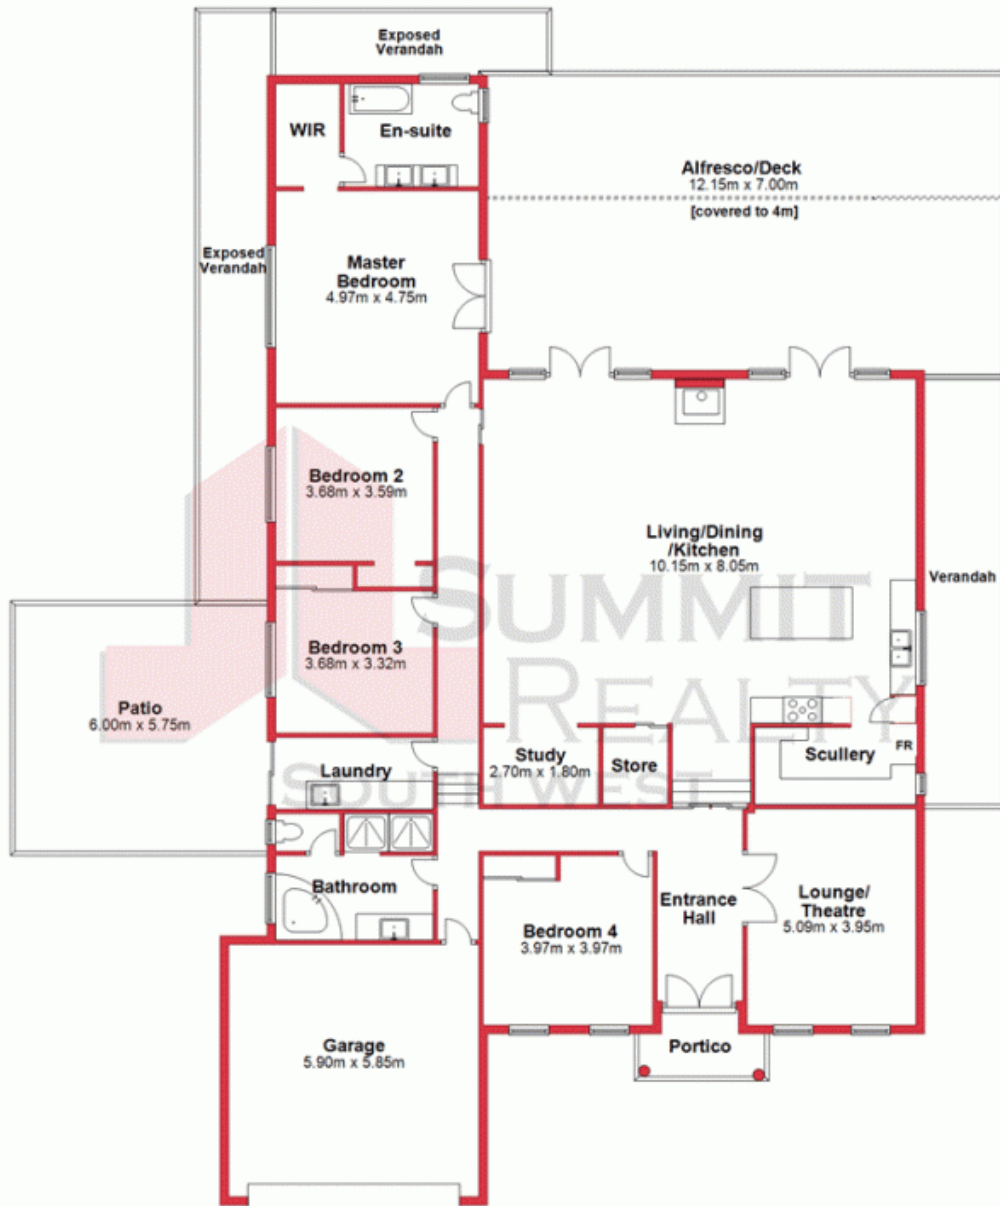 Exposed
Verandah
WIR
En-suite
Alfresco/Deck
12.15m x 7.00m
[covered to 4m]
Exposed
Verandah
Master
Bedroom
4.97m x 4.75m
Bedroom 2
3.68m x 3.59m
Living/Dining
/Kitchen
10.15m x 8.05m
Verandah
SUMMIT
REALTY
SOUTH WEST
Bedroom 3
3.68m x 3.32m
Patio
6.00m x 5.75m
Laundry
Study
2.70m x 1.80m
Store
Scullery
FR
Bathroom
Bedroom 4
3.97m x 3.97m
Entrance
Hall
Lounge/
Theatre
5.09m x 3.95m
Garage
5.90m x 5.85m
Portico